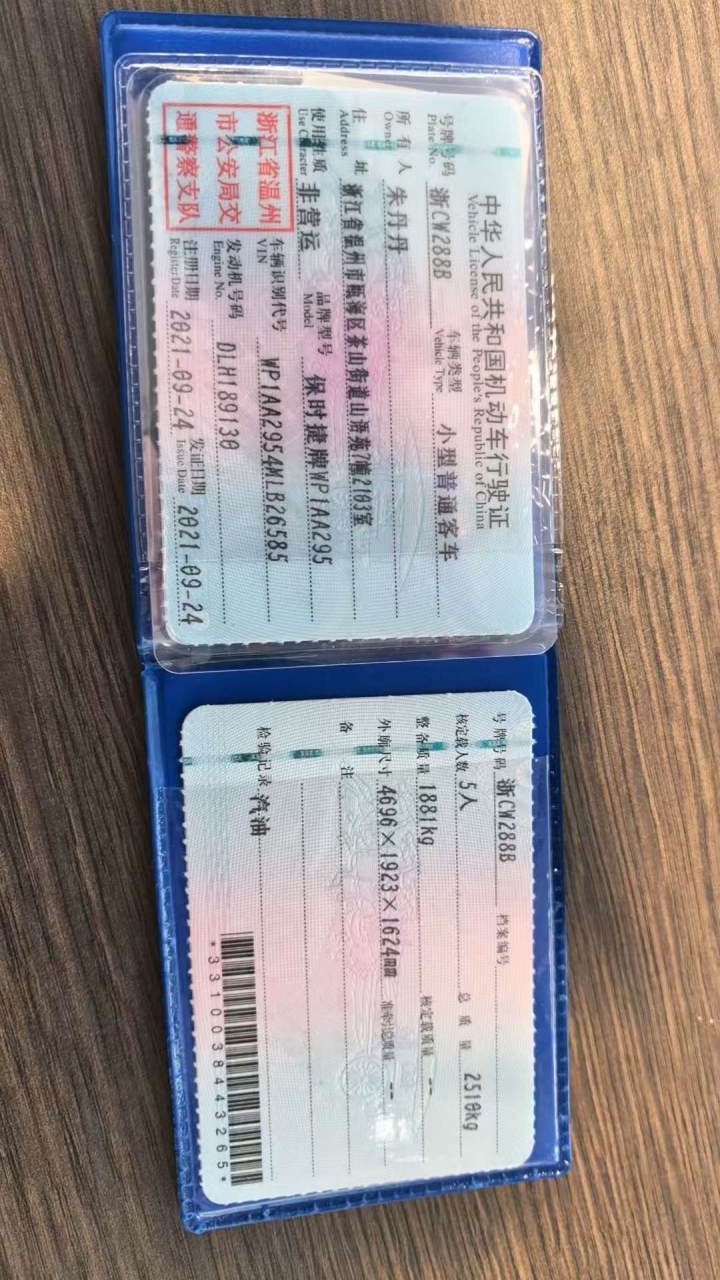 中华人民共和国机动车行驶证
Vehicle License of the People's Republic of China
号牌号码 浙CW288B 车辆类型 小型普通客车
Plate No. Vehicle Type
所有人 朱丹丹
Owner
住址 浙江省温州市瓯海区茶山街道山语苑7幢2103室
Address
使用性质 非营运 品牌型号 保时捷牌WP1AA295
Use Character Model
浙江省温州
市公安局交
通警察支队
车辆识别代号 WP1AA2954MLB26585
VIN
发动机号码 DLH189130
Engine No.
注册日期 2021-09-24 发证日期 2021-09-24
Register Date Issue Date
号牌号码 浙CW288B 档案编号
核定载人数 5人 总质量 2510kg
整备质量 1881kg 核定载质量 --
外廓尺寸 4696×1923×1624mm 准牵引总质量 --
备注
检验记录 汽油
*3310038443265*